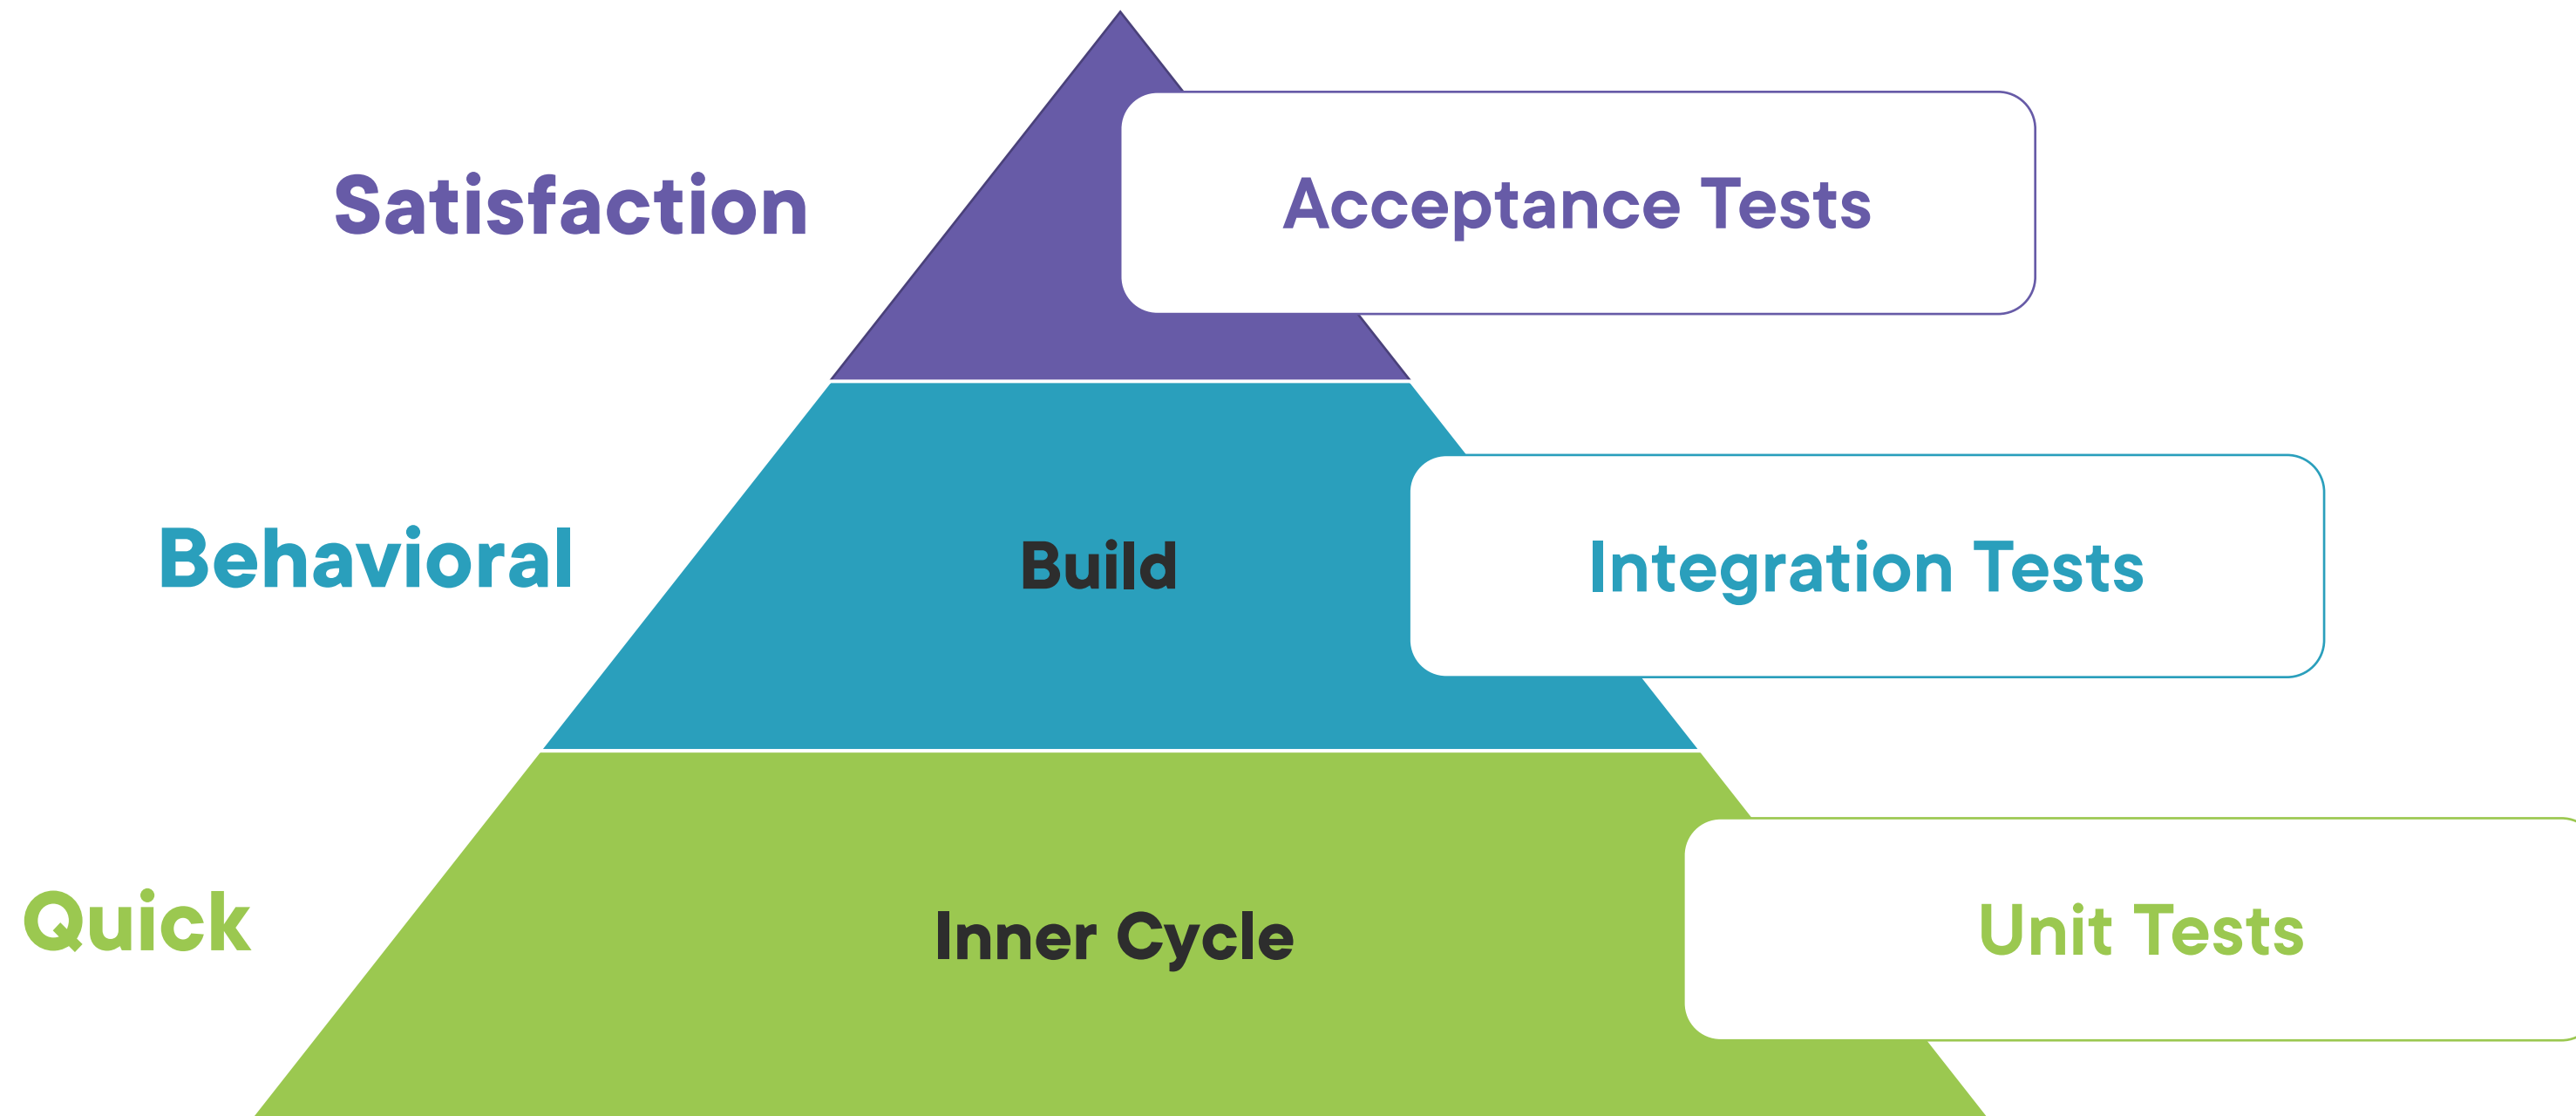 Satisfaction
Acceptance Tests
Behavioral
Build
Integration Tests
Quick
Inner Cycle
Unit Tests